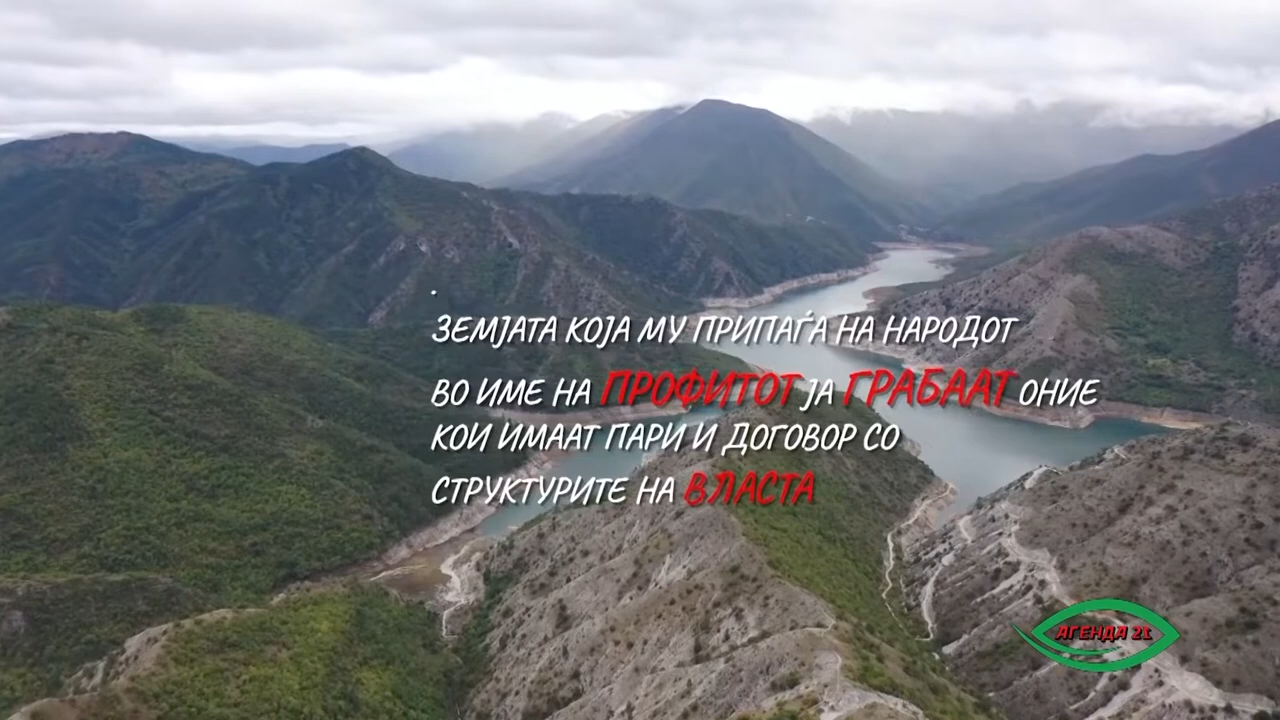 ЗЕМЈАТА КОЈА МУ ПРИПАЃА НА НАРОДОТ
ВО ИМЕ НА ПРОФИТОТ ЈА ГРАБААТ ОНИЕ
КОИ ИМААТ ПАРИ И ДОГОВОР СО
СТРУКТУРИТЕ НА ВЛАСТА
АГЕНДА 21